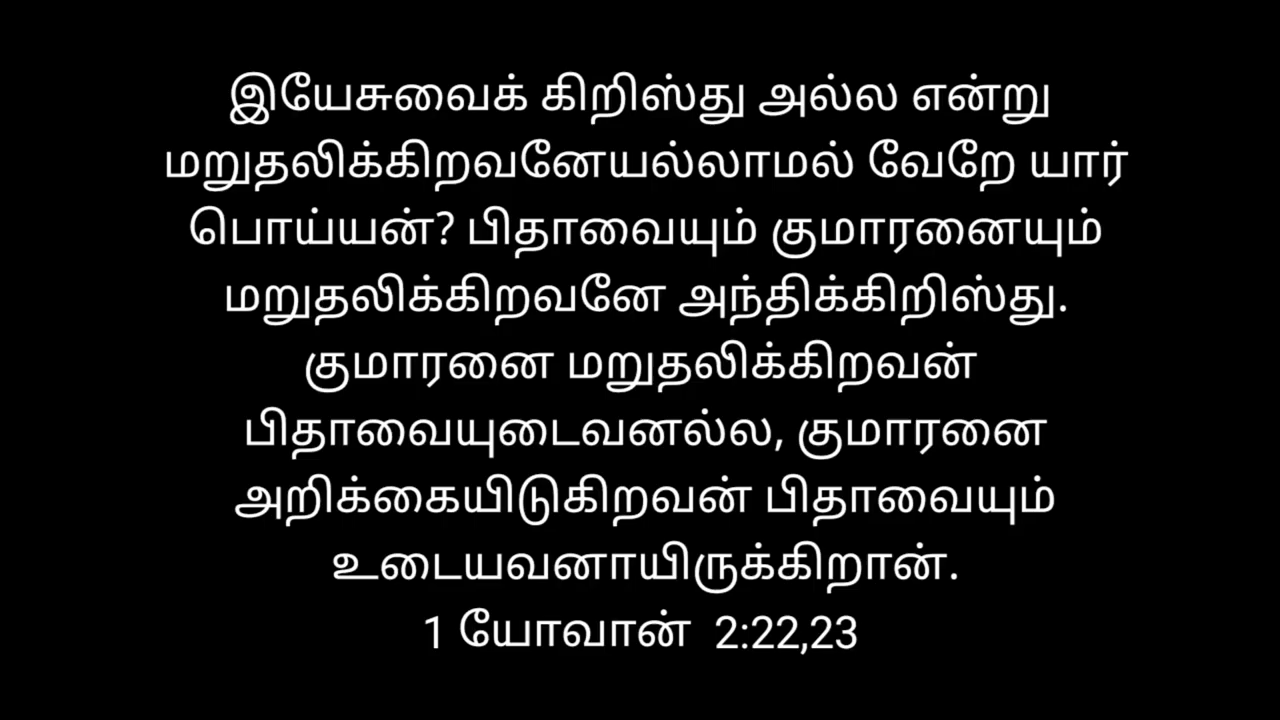 இயேசுவைக் கிறிஸ்து அல்ல என்று
மறுதலிக்கிறவனேயல்லாமல் வேறே யார்
பொய்யன்? பிதாவையும் குமாரனையும்
மறுதலிக்கிறவனே அந்திக்கிறிஸ்து.
குமாரனை மறுதலிக்கிறவன்
பிதாவையுடைவனல்ல, குமாரனை
அறிக்கையிடுகிறவன் பிதாவையும்
உடையவனாயிருக்கிறான்.
1 யோவான் 2:22,23